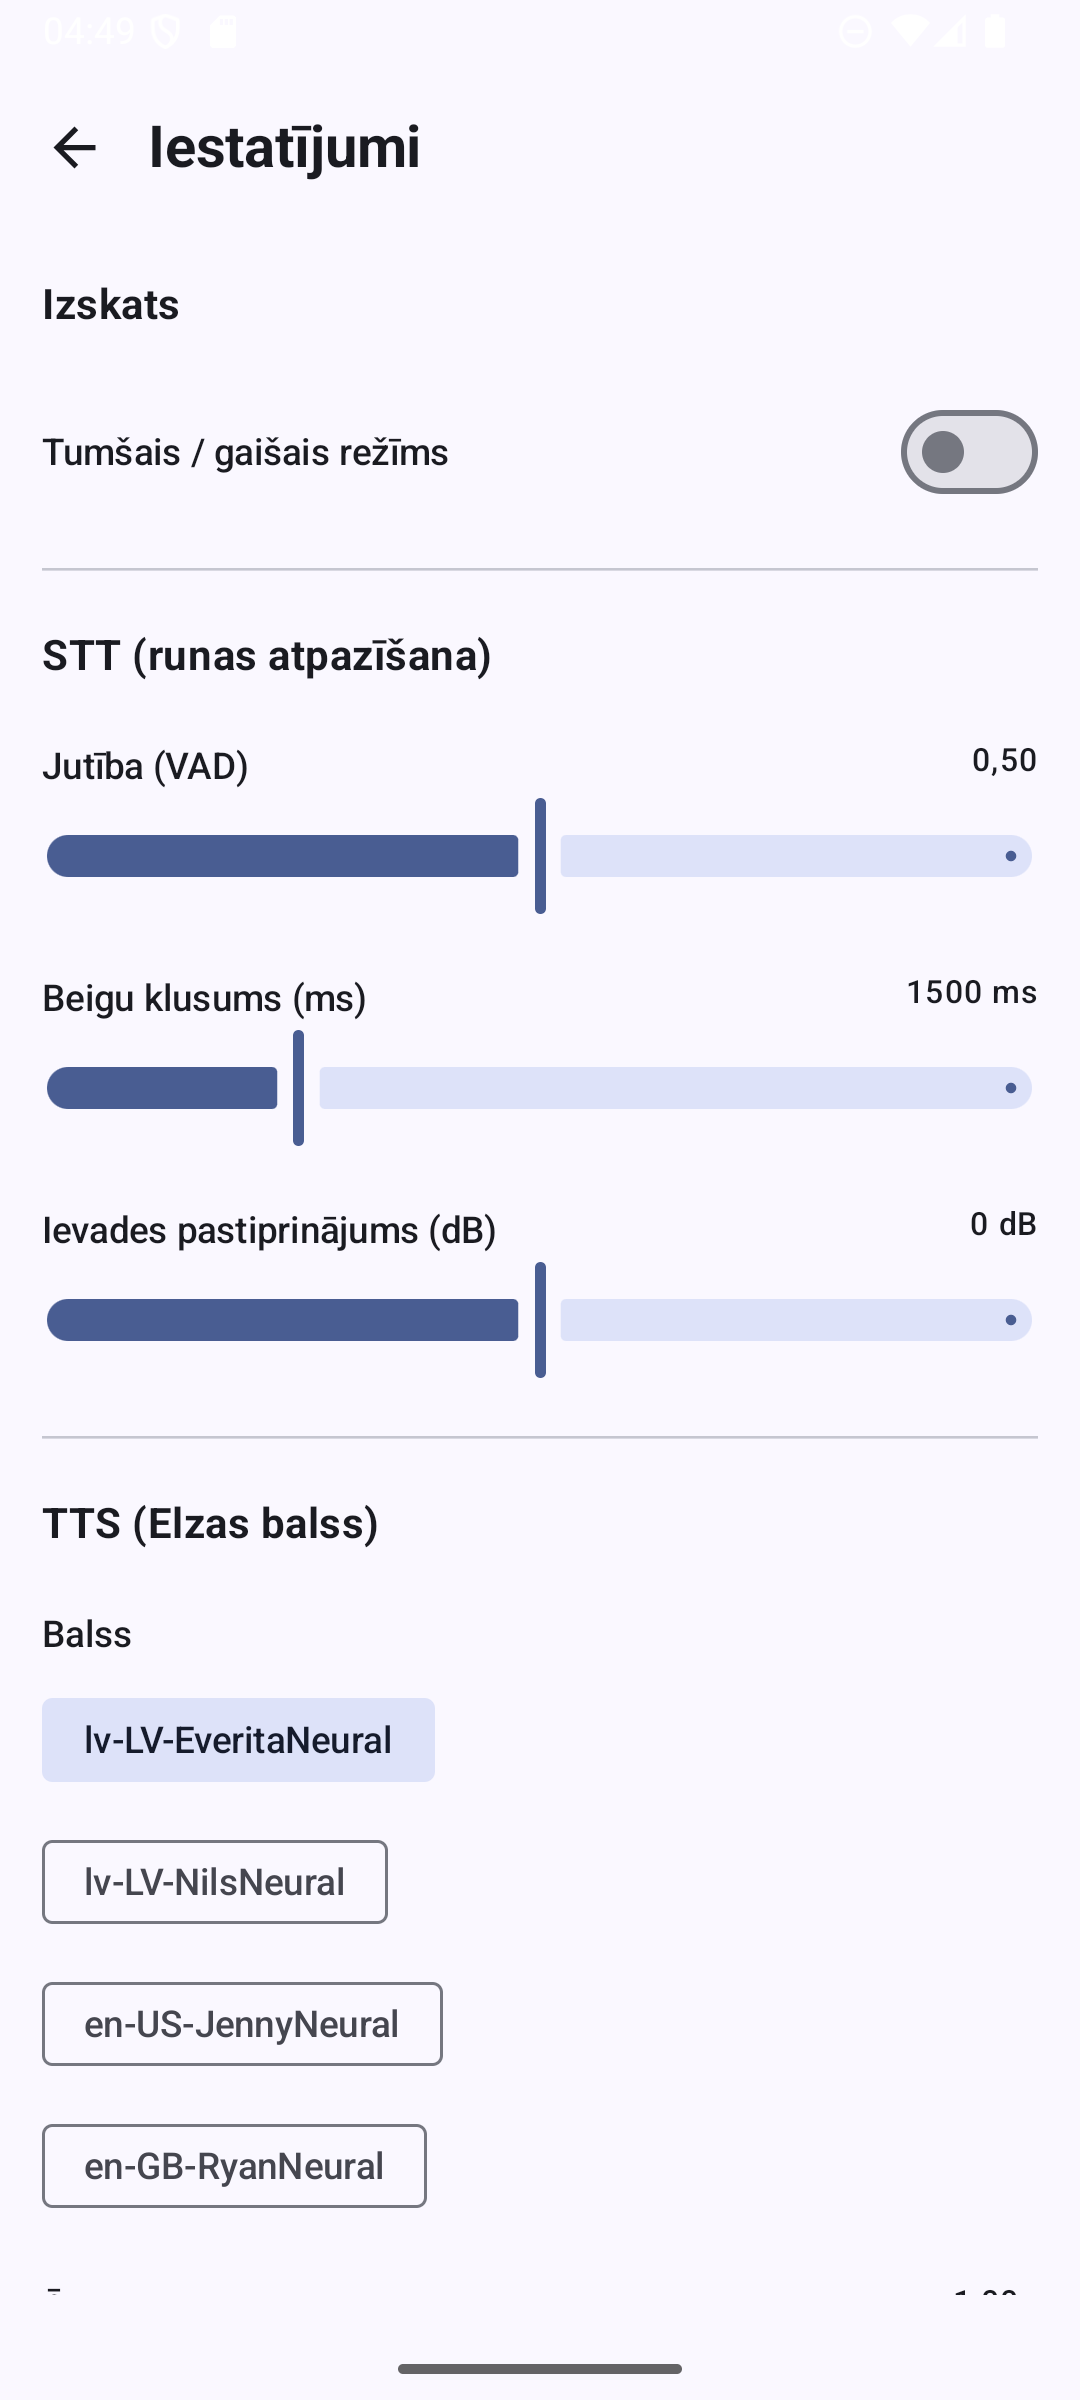 04:49
Iestatījumi
Izskats
Tumšais / gaišais režīms
STT (runas atpazīšana)
Jutība (VAD)
0,50
Beigu klusums (ms)
1500 ms
Ievades pastiprinājums (dB)
0 dB
TTS (Elzas balss)
Balss
lv-LV-EveritaNeural
lv-LV-NilsNeural
en-US-JennyNeural
en-GB-RyanNeural